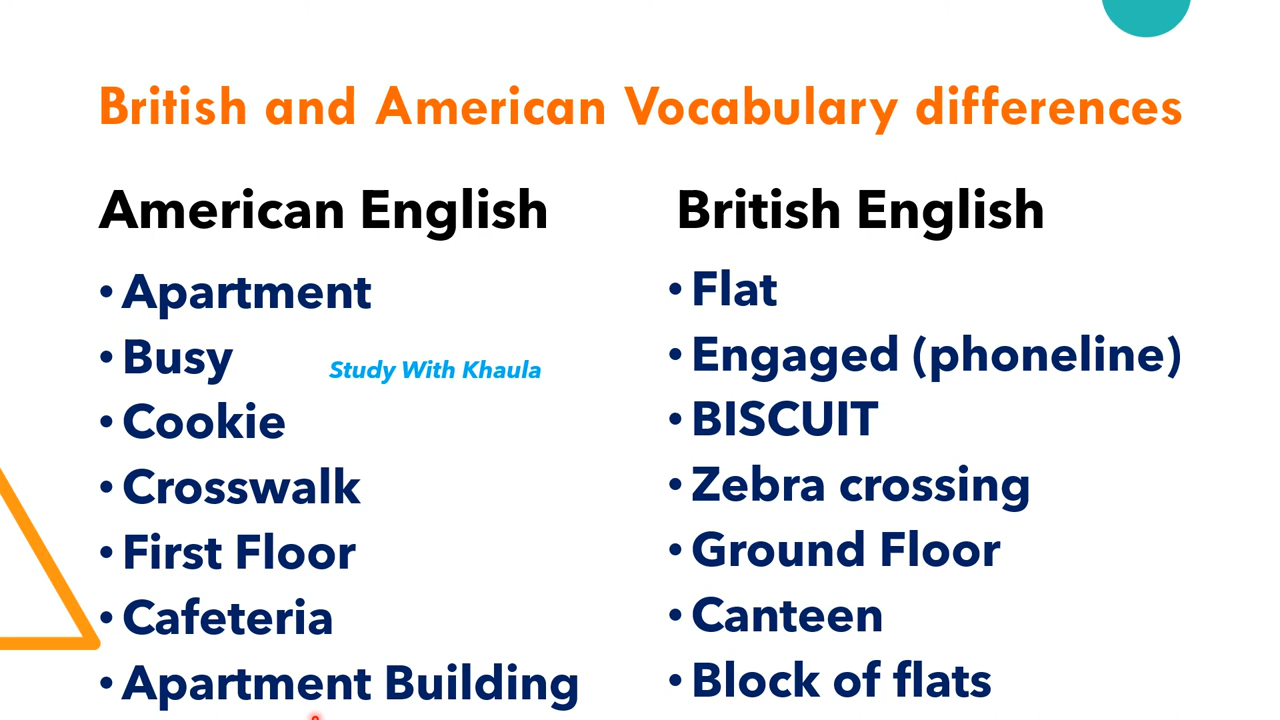 British and American Vocabulary differences
American English
• Apartment
• Busy
• Cookie
• Crosswalk
• First Floor
• Cafeteria
• Apartment Building
Study With Khaula
British English
• Flat
• Engaged (phoneline)
• BISCUIT
• Zebra crossing
• Ground Floor
• Canteen
• Block of flats